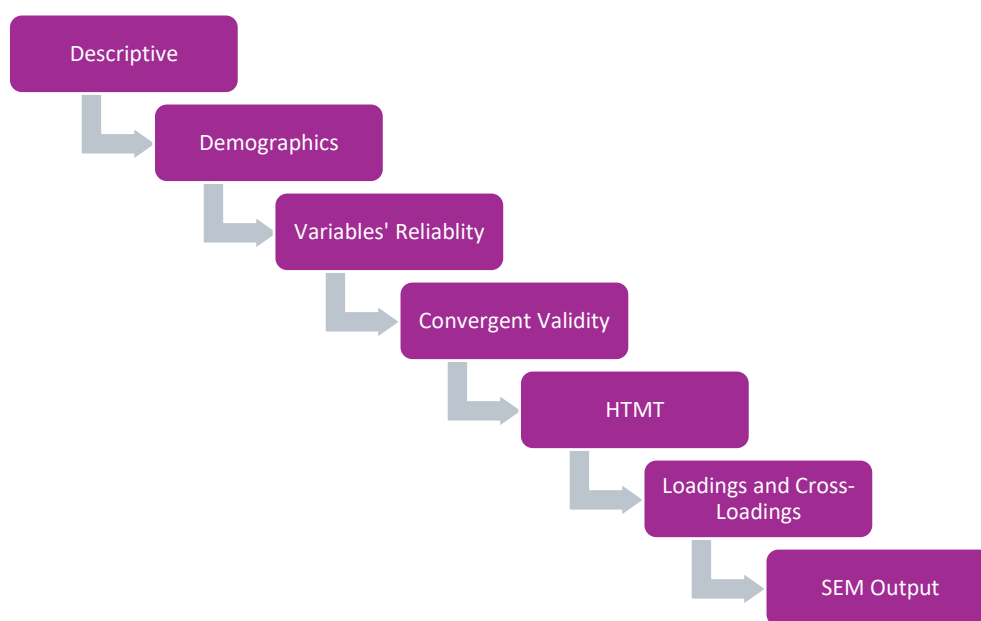 Descriptive
Demographics
Variables' Reliablity
Convergent Validity
HTMT
Loadings and Cross-
Loadings
SEM Output